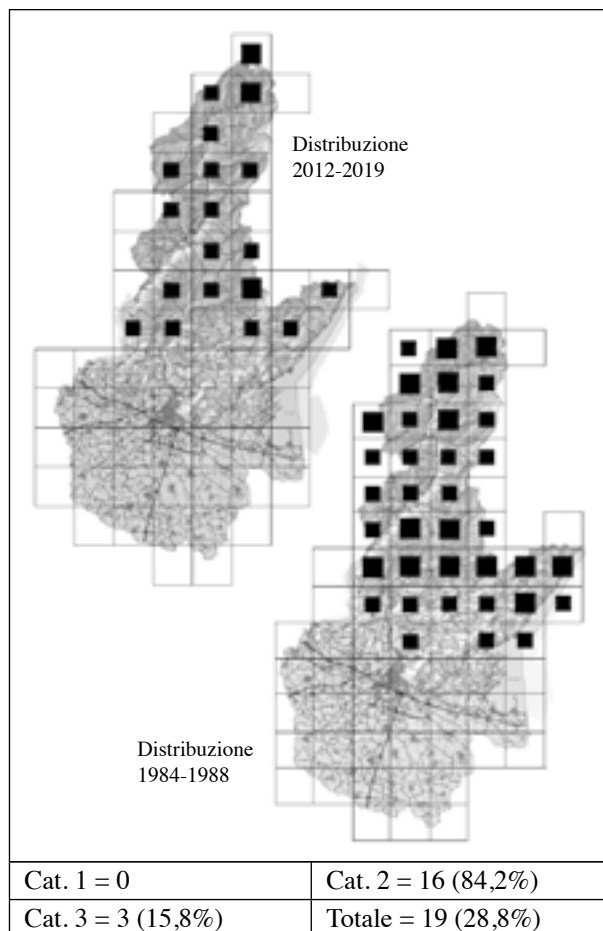 Distribuzione
2012-2019
Distribuzione
1984-1988
Cat. 1 = 0
Cat. 2 = 16 (84,2%)
Cat. 3 = 3 (15,8%)
Totale = 19 (28,8%)